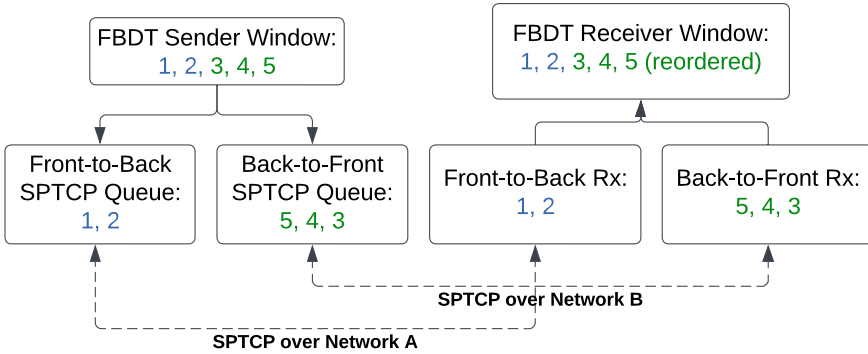 FBDT Sender Window:
1, 2, 3, 4, 5
FBDT Receiver Window:
1, 2, 3, 4, 5 (reordered)
Front-to-Back
SPTCP Queue:
1, 2
Back-to-Front
SPTCP Queue:
5, 4, 3
Front-to-Back Rx:
1, 2
Back-to-Front Rx:
5, 4, 3
SPTCP over Network B
SPTCP over Network A